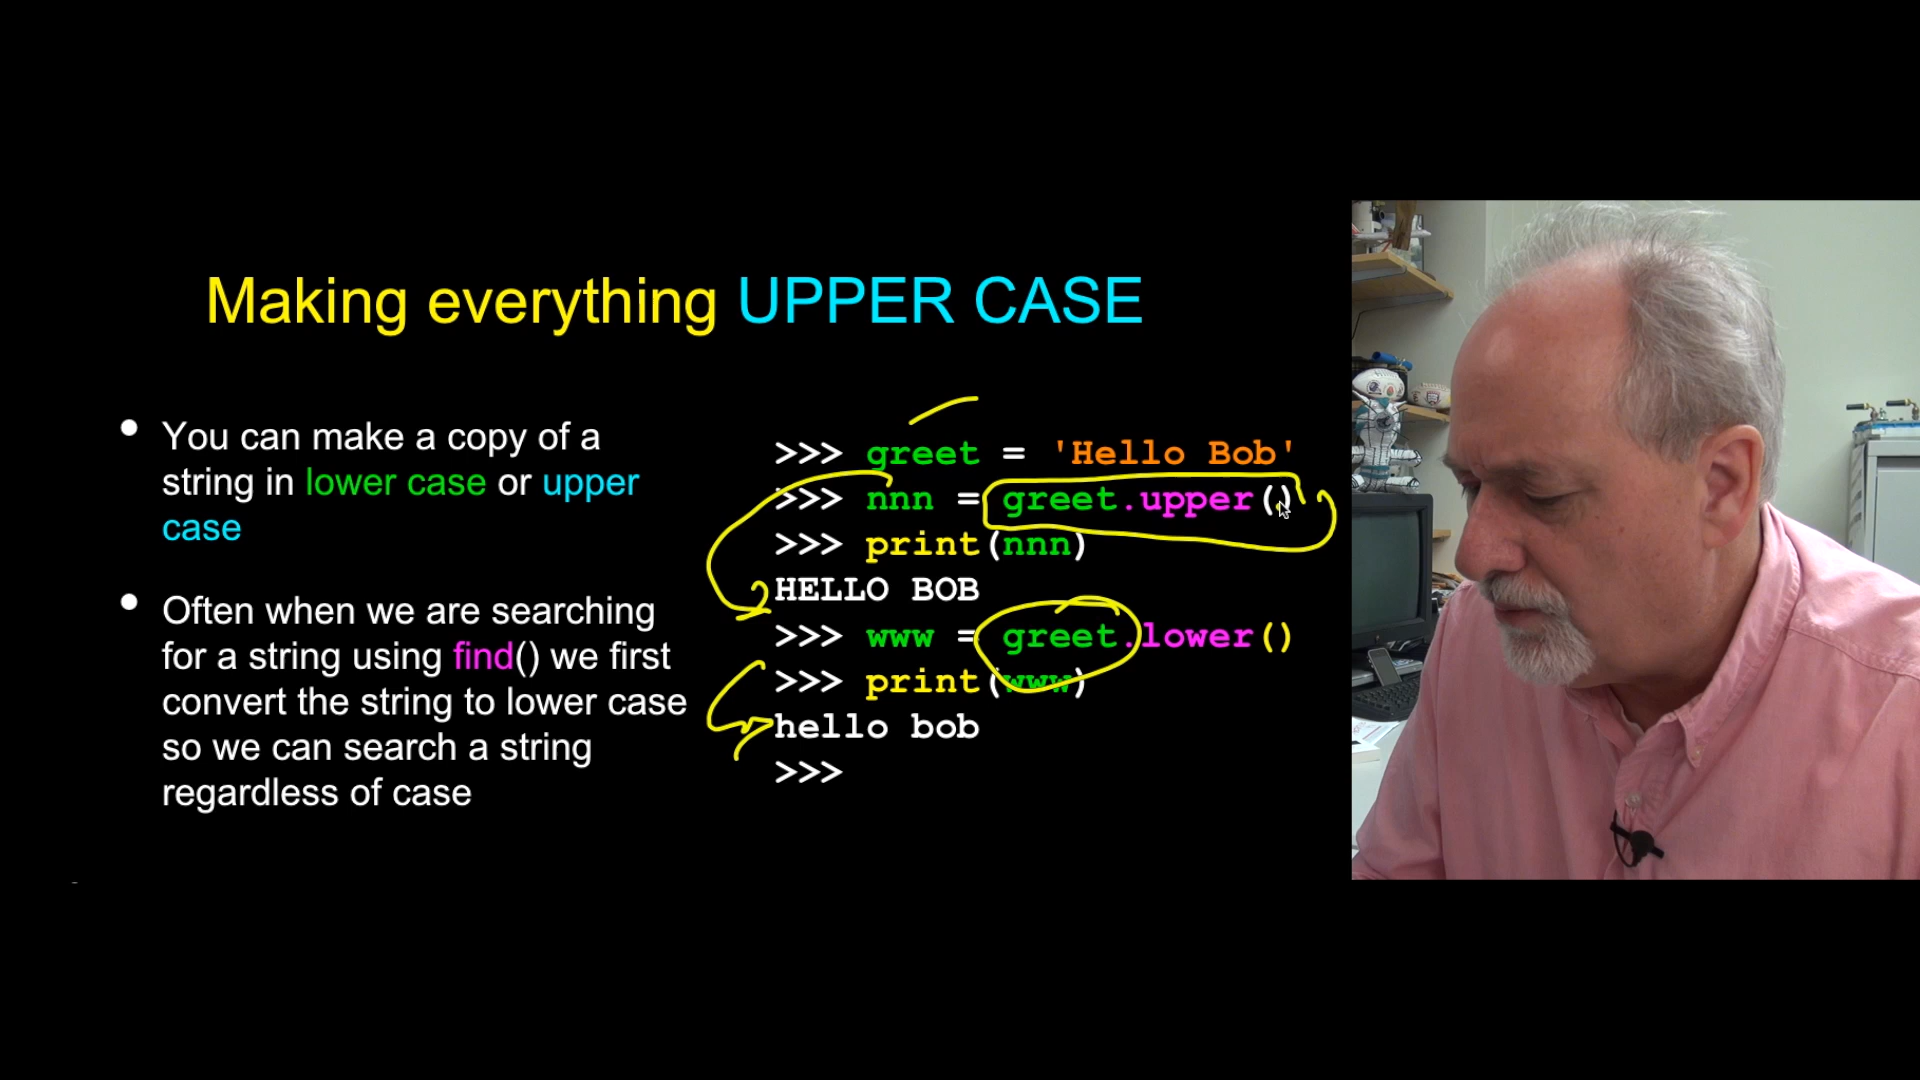 Making everything UPPER CASE
You can make a copy of a
string in lower case or upper
case
Often when we are searching
for a string using find() we first
convert the string to lower case
so we can search a string
regardless of case
>>> greet = 'Hello Bob'
>>> nnn = greet.upper()
>>> print(nnn)
HELLO BOB
>>> www = greet.lower()
>>> print(www)
hello bob
>>>